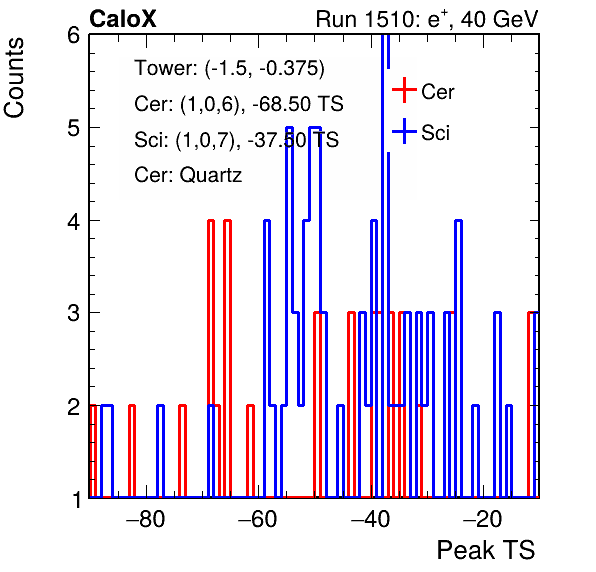 CaloX Run 1510: e⁺, 40 GeV
Counts
6
Tower: (-1.5, -0.375)
Cer: (1,0,6), -68.50 TS
Cer
Sci: (1,0,7), -37.50 TS
Sci
5
Cer: Quartz
4
3
2
1
−80 −60 −40 −20
Peak TS